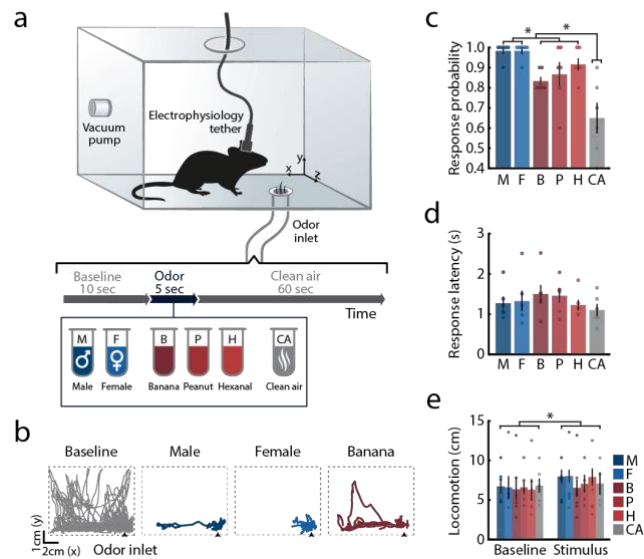 a
Electrophysiology
tether
Vacuum
pump
y
x
z
Odor
inlet
Baseline
10 sec
Odor
5 sec
Clean air
60 sec
Time
M
F
B
P
H
CA
Male
Female
Banana
Peanut
Hexanal
Clean air
b
Baseline
Male
Female
Banana
1cm (y)
2cm (x)
Odor inlet
c
Response probability
1.0
0.9
0.8
0.7
0.6
0.5
0.4
* *
M F B P H CA
d
Response latency (s)
3
2
1
0
M F B P H CA
e
Locomotion (cm)
15
10
5
0
*
Baseline Stimulus
M
F
B
P
H
CA